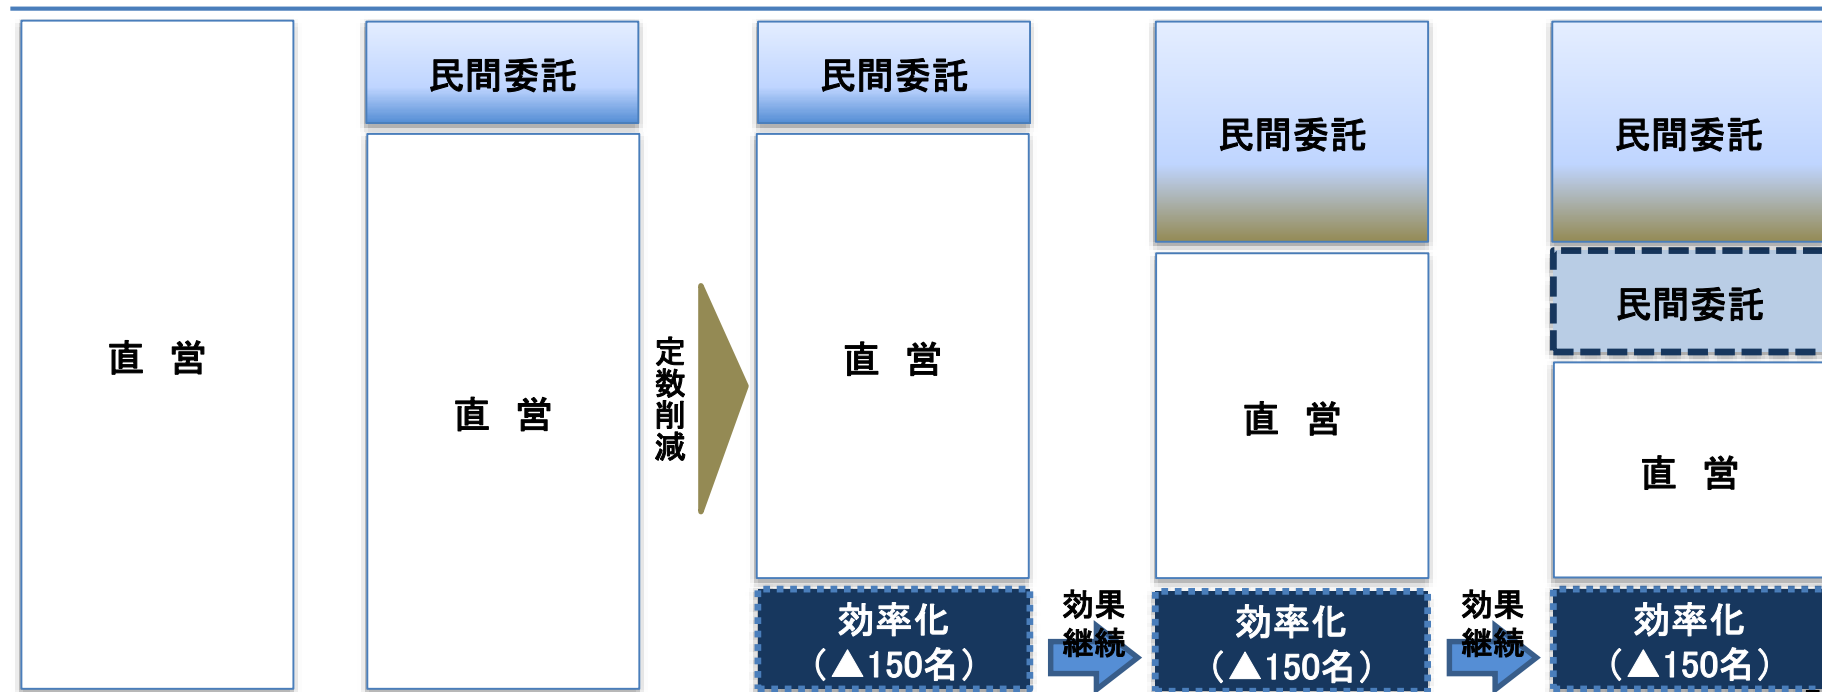 直　営
民間委託
直　営
定数削減
民間委託
直　営
効率化
（▲150名）
効果
継続
民間委託
直　営
効率化
（▲150名）
効果
継続
民間委託
民間委託
直　営
効率化
（▲150名）